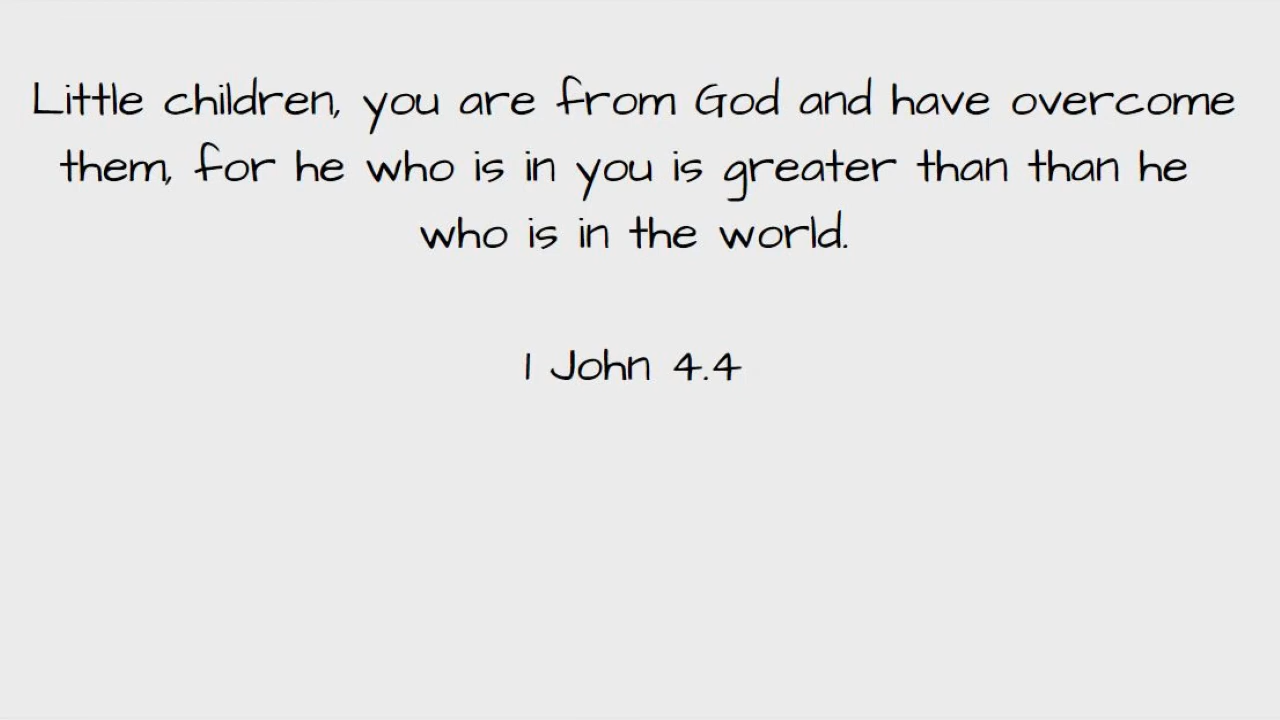 Little children, you are from God and have overcome
them, for he who is in you is greater than than he
who is in the world.
1 John 4.4